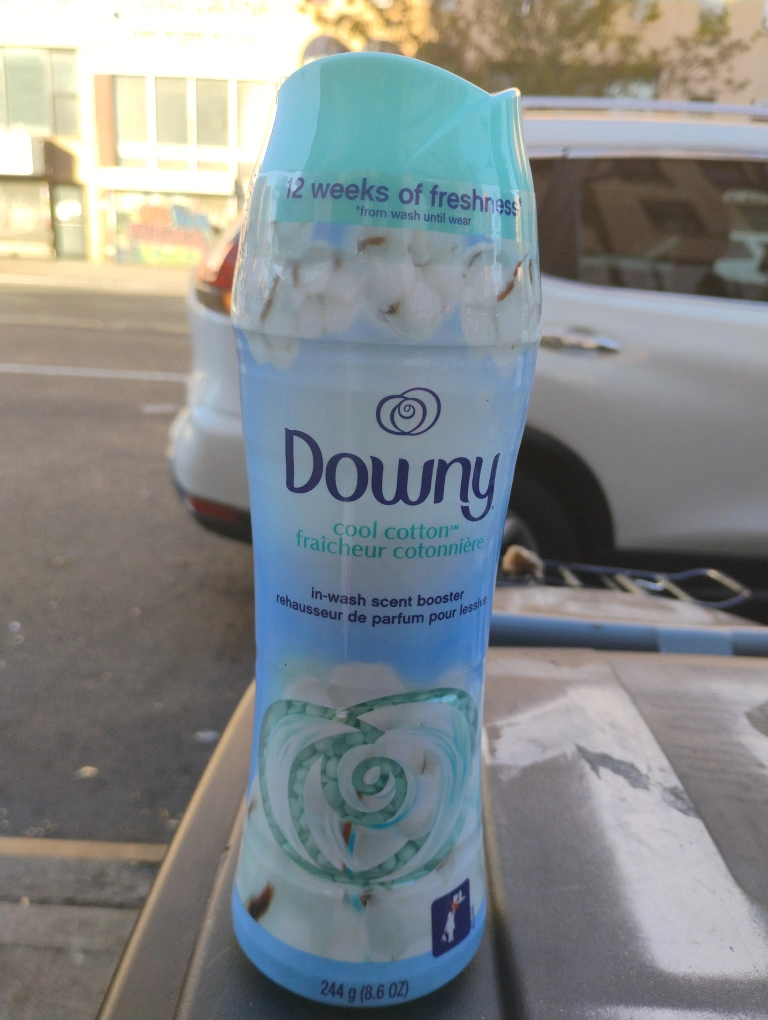 12 weeks of freshness*
*from wash until wear
Downy
cool cotton™
fraîcheur cotonnière
in-wash scent booster
rehausseur de parfum pour lessive
244 g (8.6 OZ)